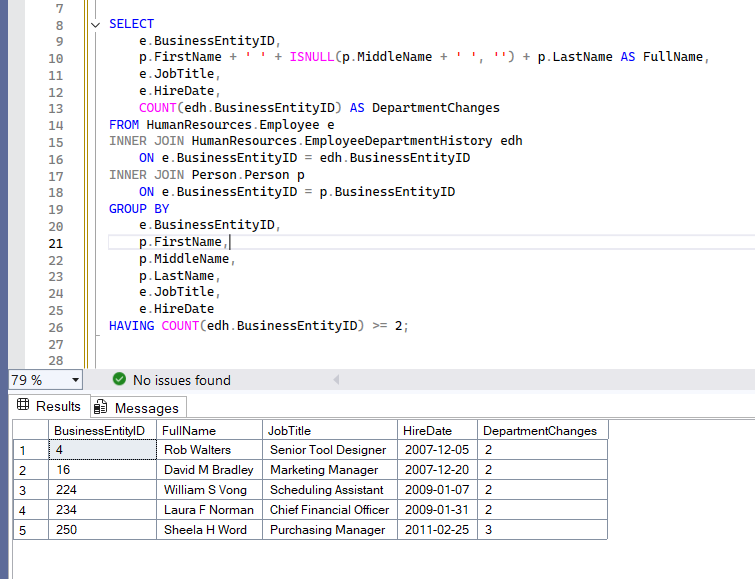 7
8 SELECT
9 e.BusinessEntityID,
10 p.FirstName + ' ' + ISNULL(p.MiddleName + ' ', '') + p.LastName AS FullName,
11 e.JobTitle,
12 e.HireDate,
13 COUNT(edh.BusinessEntityID) AS DepartmentChanges
14 FROM HumanResources.Employee e
15 INNER JOIN HumanResources.EmployeeDepartmentHistory edh
16 ON e.BusinessEntityID = edh.BusinessEntityID
17 INNER JOIN Person.Person p
18 ON e.BusinessEntityID = p.BusinessEntityID
19 GROUP BY
20 e.BusinessEntityID,
21 p.FirstName,
22 p.MiddleName,
23 p.LastName,
24 e.JobTitle,
25 e.HireDate
26 HAVING COUNT(edh.BusinessEntityID) >= 2;
27
28
79 % No issues found
Results Messages
BusinessEntityID FullName JobTitle HireDate DepartmentChanges
1 4 Rob Walters Senior Tool Designer 2007-12-05 2
2 16 David M Bradley Marketing Manager 2007-12-20 2
3 224 William S Vong Scheduling Assistant 2009-01-07 2
4 234 Laura F Norman Chief Financial Officer 2009-01-31 2
5 250 Sheela H Word Purchasing Manager 2011-02-25 3